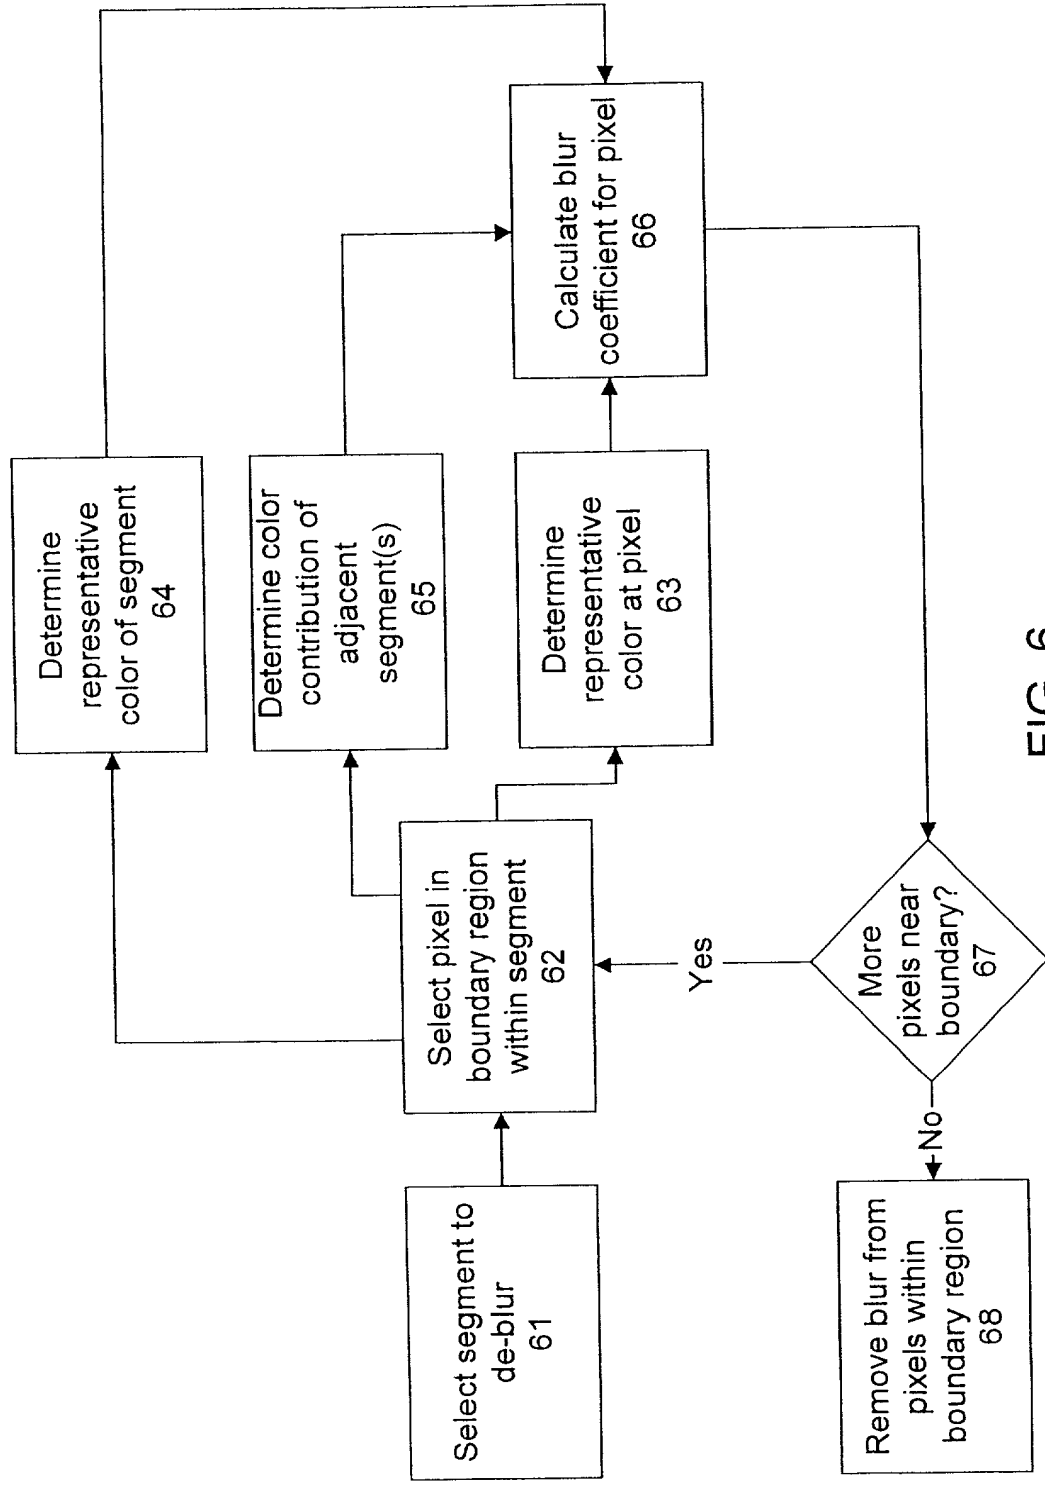 Select segment to
de-blur
61
Select pixel in
boundary region
within segment
62
Determine
representative
color of segment
64
Determine color
contribution of
adjacent
segment(s)
65
Determine
representative
color at pixel
63
Calculate blur
coefficient for pixel
66
More
pixels near
boundary?
67
Yes
No
Remove blur from
pixels within
boundary region
68
FIG. 6